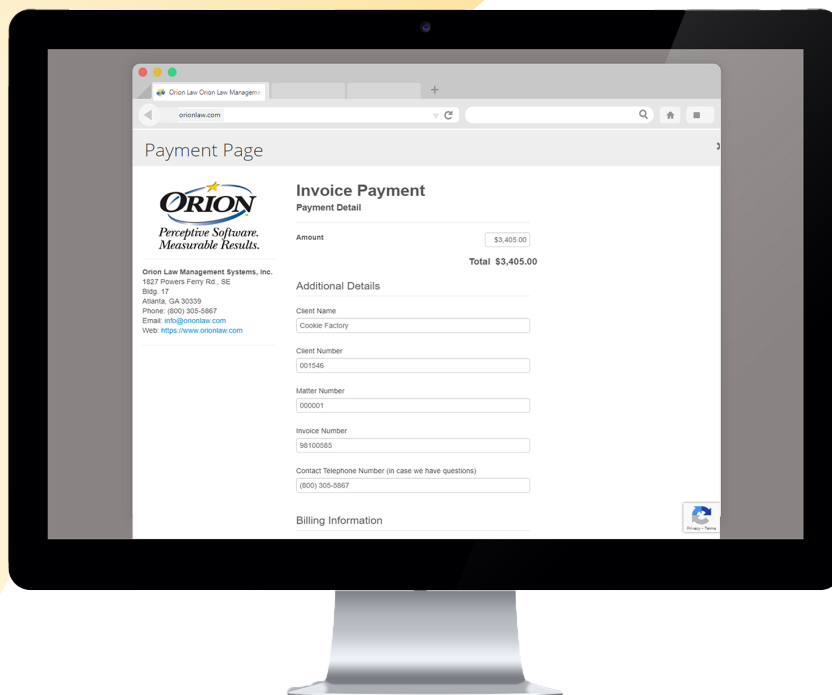 Orion Law Orion Law Manageme
+
orionlaw.com
Payment Page
ORION
Perceptive Software.
Measurable Results.
Orion Law Management Systems, Inc.
1827 Powers Ferry Rd., SE
Bldg. 17
Atlanta, GA 30339
Phone: (800) 305-5867
Email: info@orionlaw.com
Web: https://www.orionlaw.com
Invoice Payment
Payment Detail
Amount
$3,405.00
Total $3,405.00
Additional Details
Client Name
Cookie Factory
Client Number
001546
Matter Number
000001
Invoice Number
98100585
Contact Telephone Number (in case we have questions)
(800) 305-5867
Billing Information
Privacy - Terms